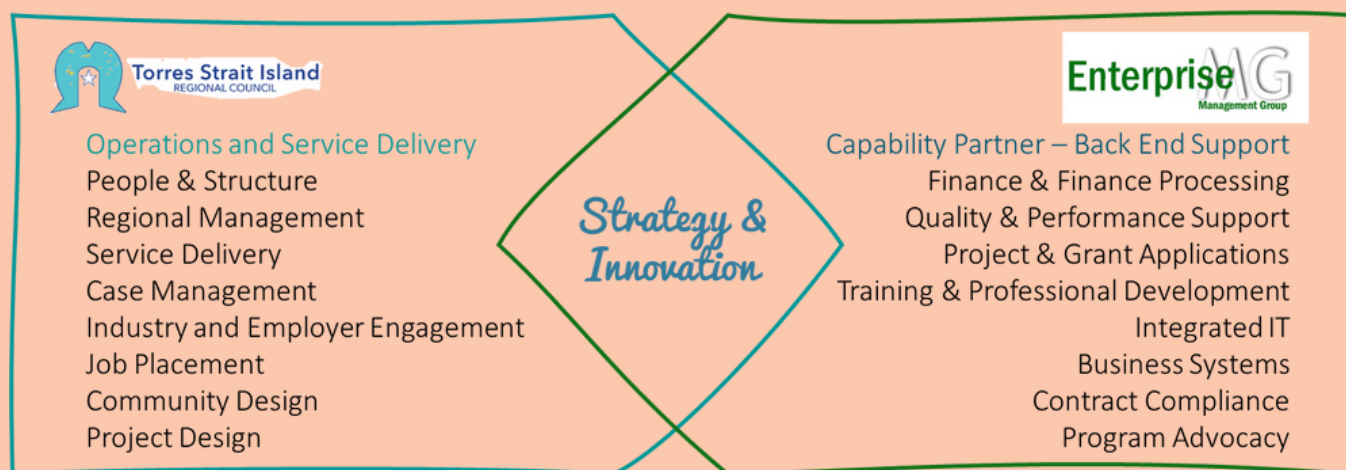 Torres Strait Island
REGIONAL COUNCIL
Operations and Service Delivery
People & Structure
Regional Management
Service Delivery
Case Management
Industry and Employer Engagement
Job Placement
Community Design
Project Design
Strategy &
Innovation
Enterprise MG
Management Group
Capability Partner – Back End Support
Finance & Finance Processing
Quality & Performance Support
Project & Grant Applications
Training & Professional Development
Integrated IT
Business Systems
Contract Compliance
Program Advocacy